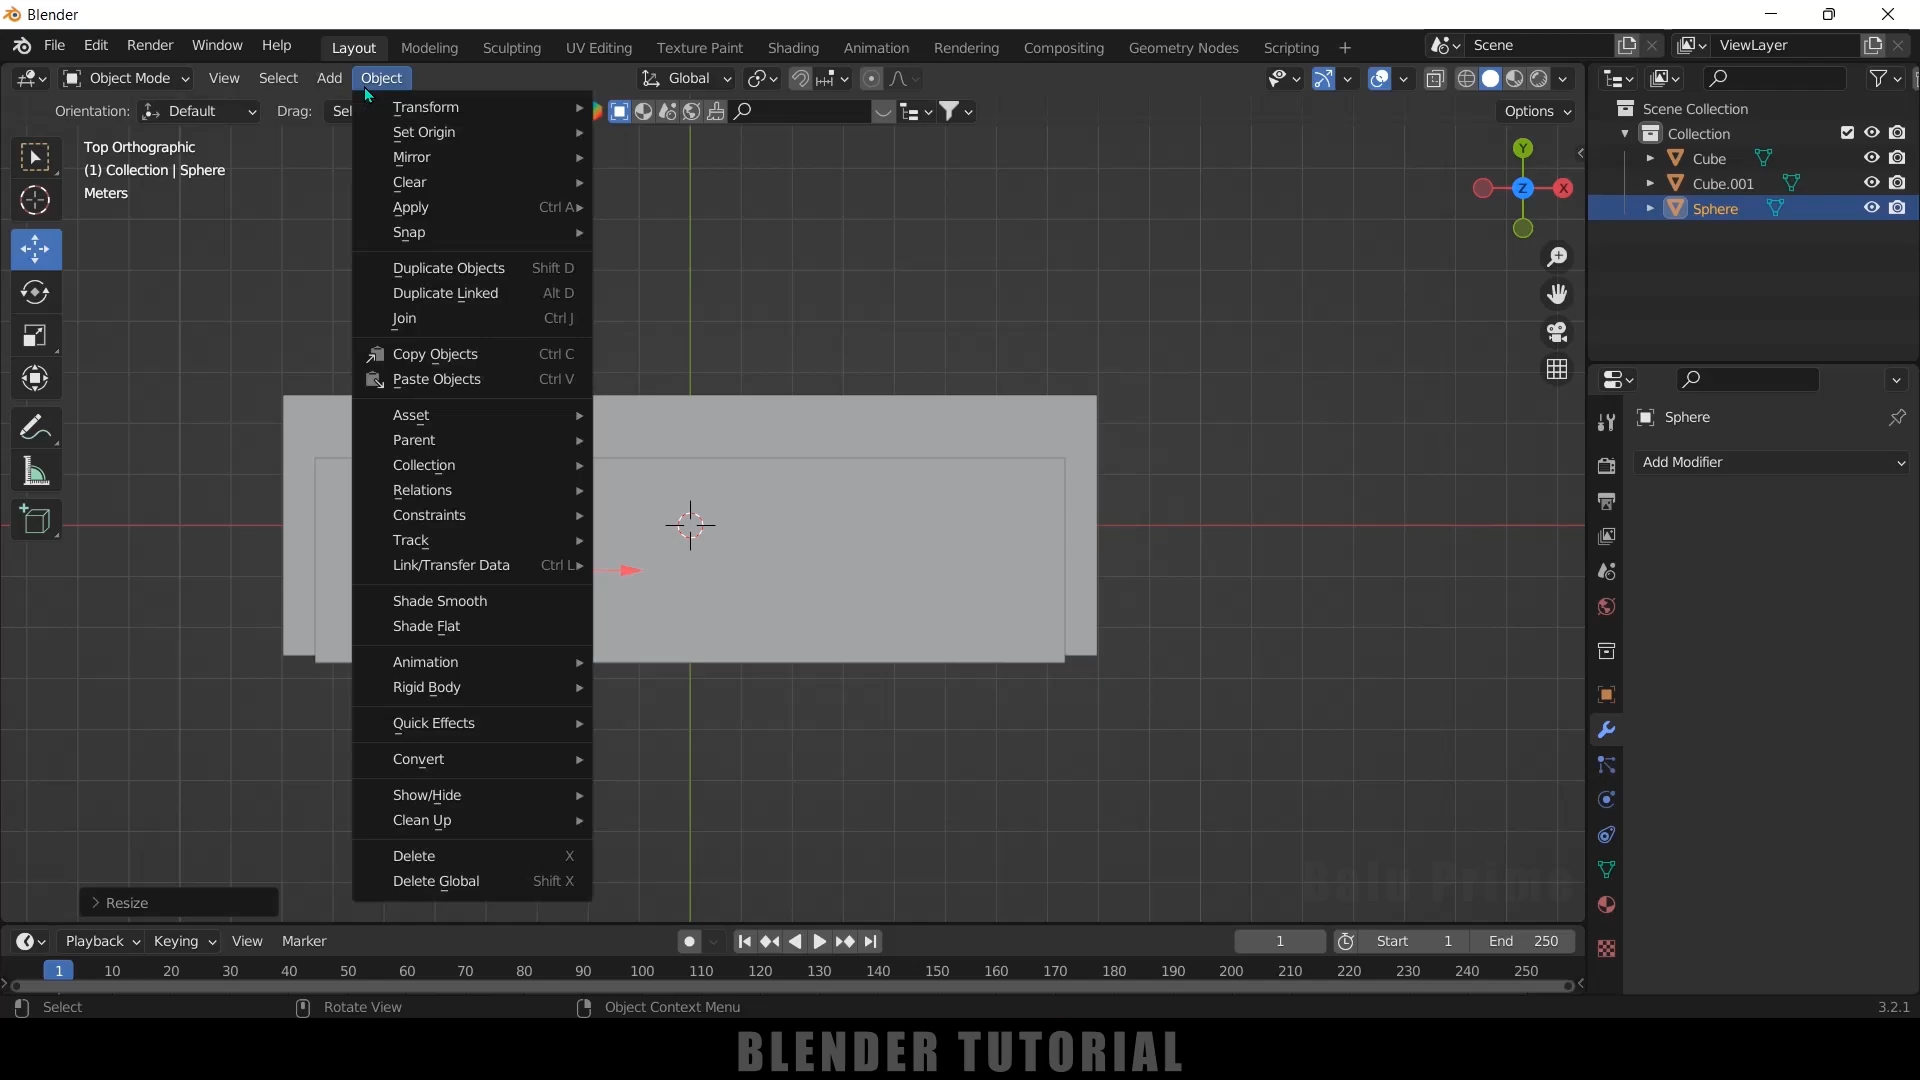 Blender
File Edit Render Window Help Layout Modeling Sculpting UV Editing Texture Paint Shading Animation Rendering Compositing Geometry Nodes Scripting + Scene ViewLayer
Object Mode View Select Add Object Global
Orientation: Default Drag: Sel Options
Top Orthographic
(1) Collection | Sphere
Meters
Transform
Set Origin
Mirror
Clear
Apply Ctrl A
Snap
Duplicate Objects Shift D
Duplicate Linked Alt D
Join Ctrl J
Copy Objects Ctrl C
Paste Objects Ctrl V
Asset
Parent
Collection
Relations
Constraints
Track
Link/Transfer Data Ctrl L
Shade Smooth
Shade Flat
Animation
Rigid Body
Quick Effects
Convert
Show/Hide
Clean Up
Delete X
Delete Global Shift X
Y
Z X
Scene Collection
Collection
Cube
Cube.001
Sphere
Sphere
Add Modifier
Balu Prime
Resize
Playback Keying View Marker 1 Start 1 End 250
1 10 20 30 40 50 60 70 80 90 100 110 120 130 140 150 160 170 180 190 200 210 220 230 240 250
Select Rotate View Object Context Menu 3.2.1
BLENDER TUTORIAL